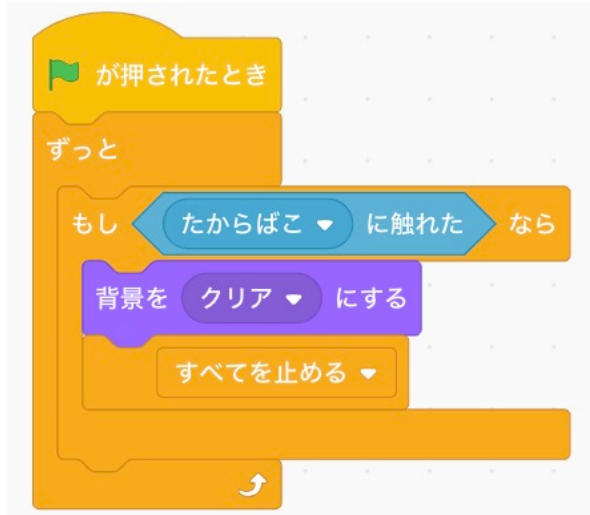 が押されたとき
ずっと
もし たからばこ に触れた なら
背景を クリア にする
すべてを止める